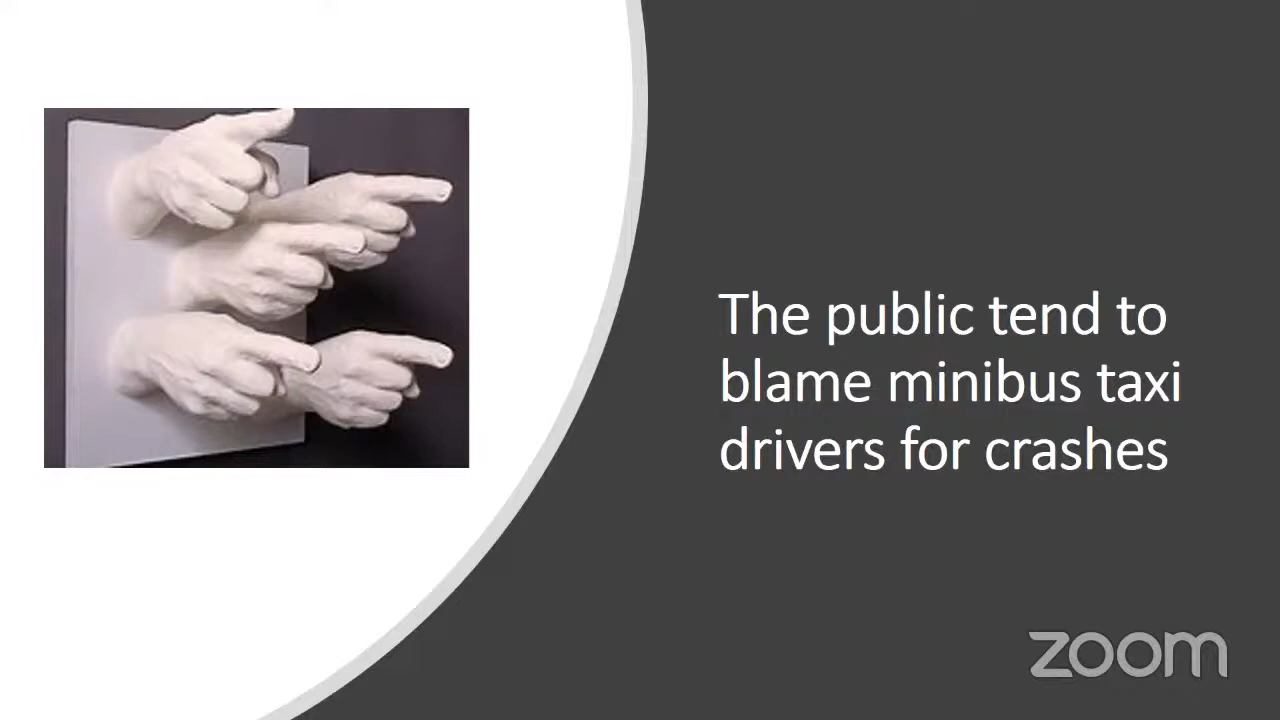 The public tend to
blame minibus taxi
drivers for crashes
zoom